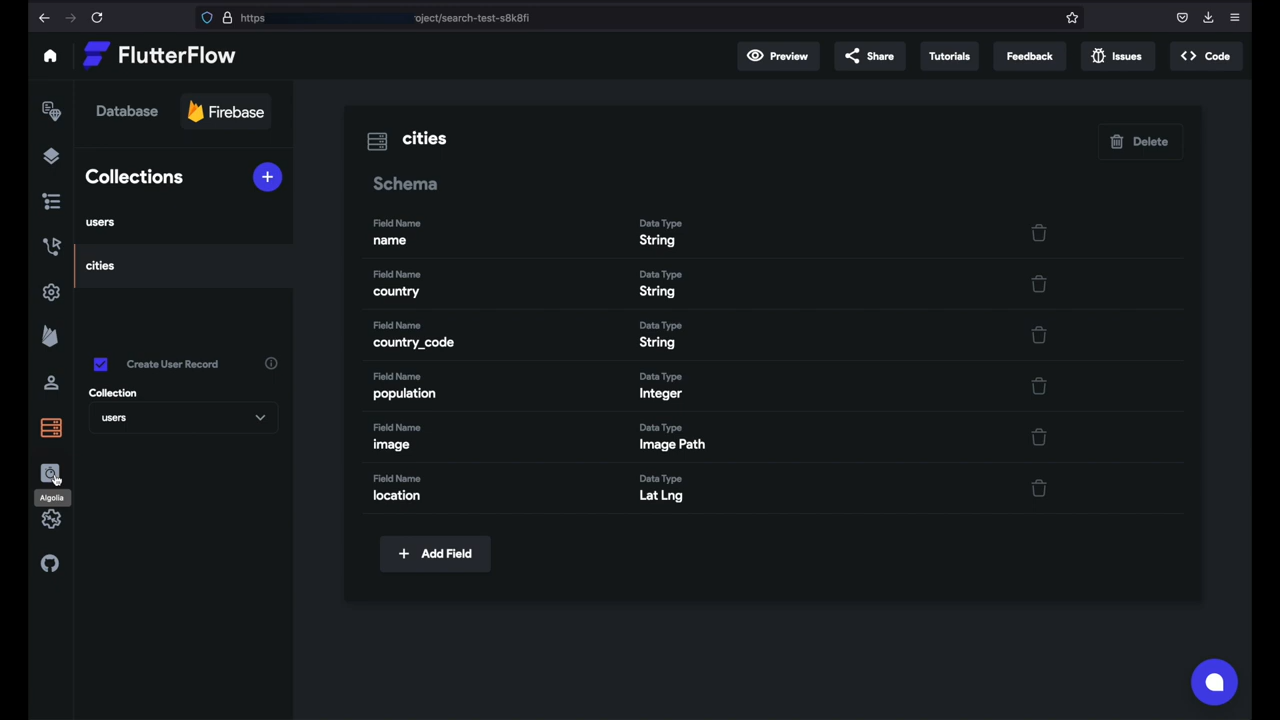 https oject/search-test-s8k8fi
FlutterFlow
Preview
Share
Tutorials
Feedback
Issues
Code
Database
Firebase
Collections
users
cities
Create User Record
Collection
users
Algolia
cities
Delete
Schema
Field Name
Data Type
name
String
Field Name
Data Type
country
String
Field Name
Data Type
country_code
String
Field Name
Data Type
population
Integer
Field Name
Data Type
image
Image Path
Field Name
Data Type
location
Lat Lng
Add Field